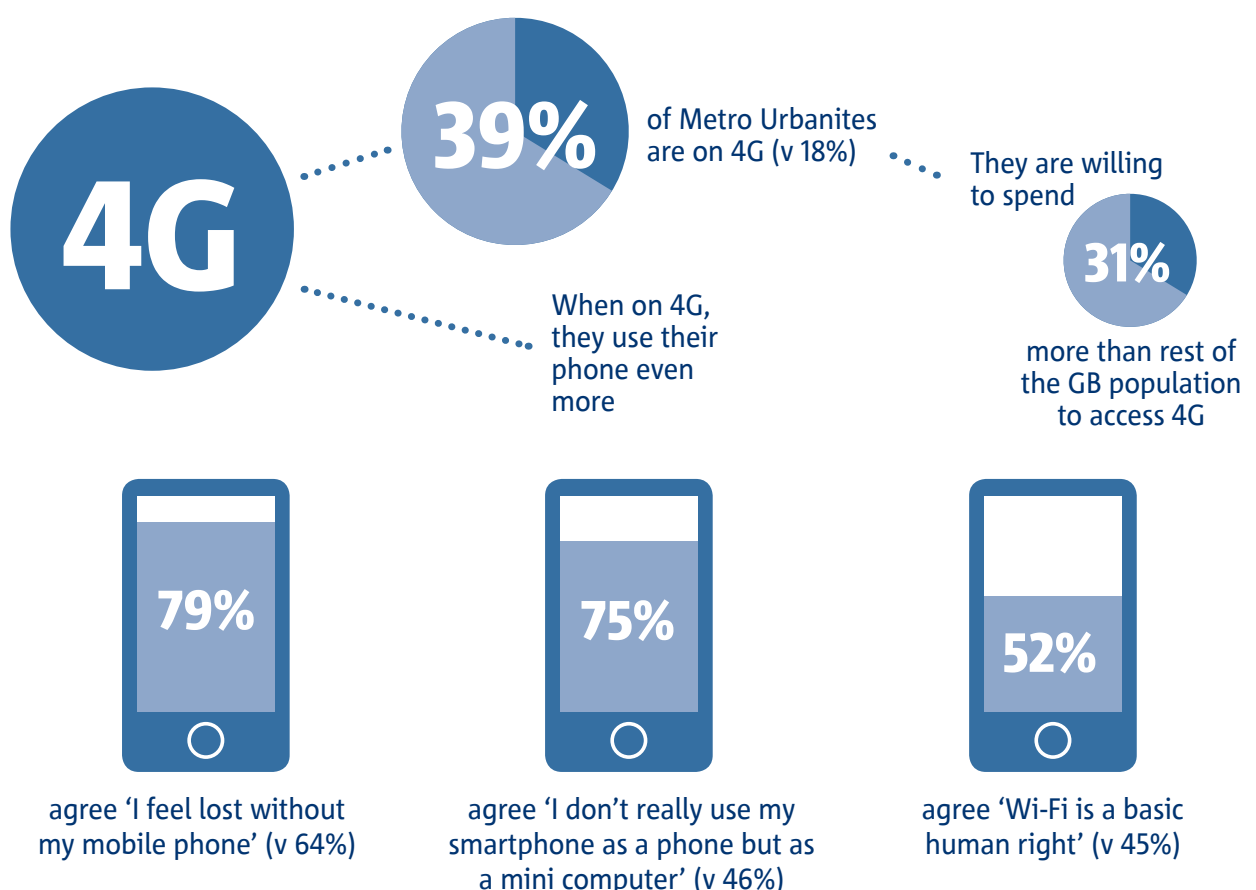 4G
39%
of Metro Urbanites
are on 4G (v 18%)
They are willing
to spend
31%
more than rest of
the GB population
to access 4G
When on 4G,
they use their
phone even
more
79%
agree ‘I feel lost without
my mobile phone’ (v 64%)
75%
agree ‘I don’t really use my
smartphone as a phone but as
a mini computer’ (v 46%)
52%
agree ‘Wi-Fi is a basic
human right’ (v 45%)